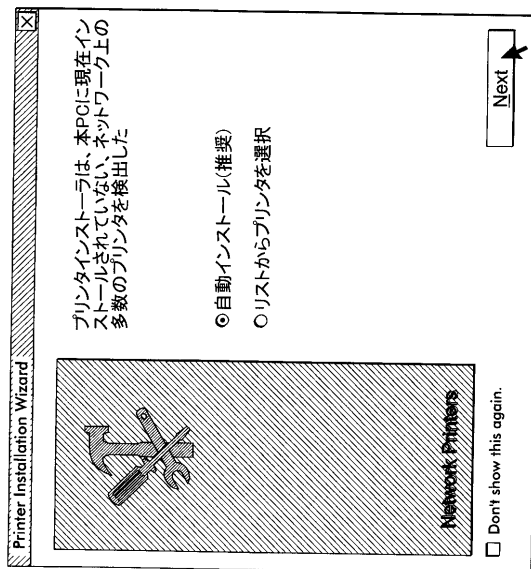 Printer Installation Wizard
プリンタインストーラは、本PCに現在イン
ストールされていない、ネットワーク上の
多数のプリンタを検出した
自動インストール(推奨)
リストからプリンタを選択
Network Printers
Don't show this again.
Next